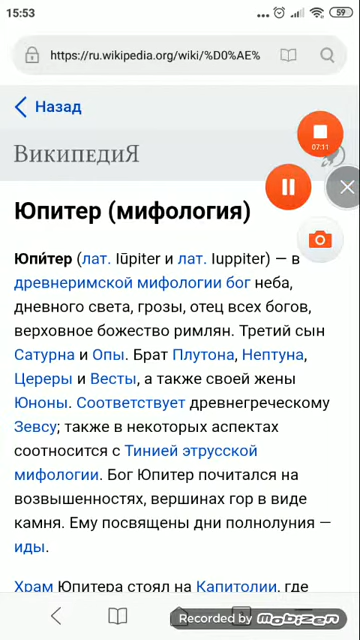 15:53
59
https://ru.wikipedia.org/wiki/%D0%AE%
Назад
07:11
ВикипедиЯ
Юпитер (мифология)
Юпи́тер (лат. Iūpiter и лат. Iuppiter) — в
древнеримской мифологии бог неба,
дневного света, грозы, отец всех богов,
верховное божество римлян. Третий сын
Сатурна и Опы. Брат Плутона, Нептуна,
Цереры и Весты, а также своей жены
Юноны. Соответствует древнегреческому
Зевсу; также в некоторых аспектах
соотносится с Тинией этрусской
мифологии. Бог Юпитер почитался на
возвышенностях, вершинах гор в виде
камня. Ему посвящены дни полнолуния —
иды.
Храм Юпитера стоял на Капитолии, где
Recorded by Mobizen